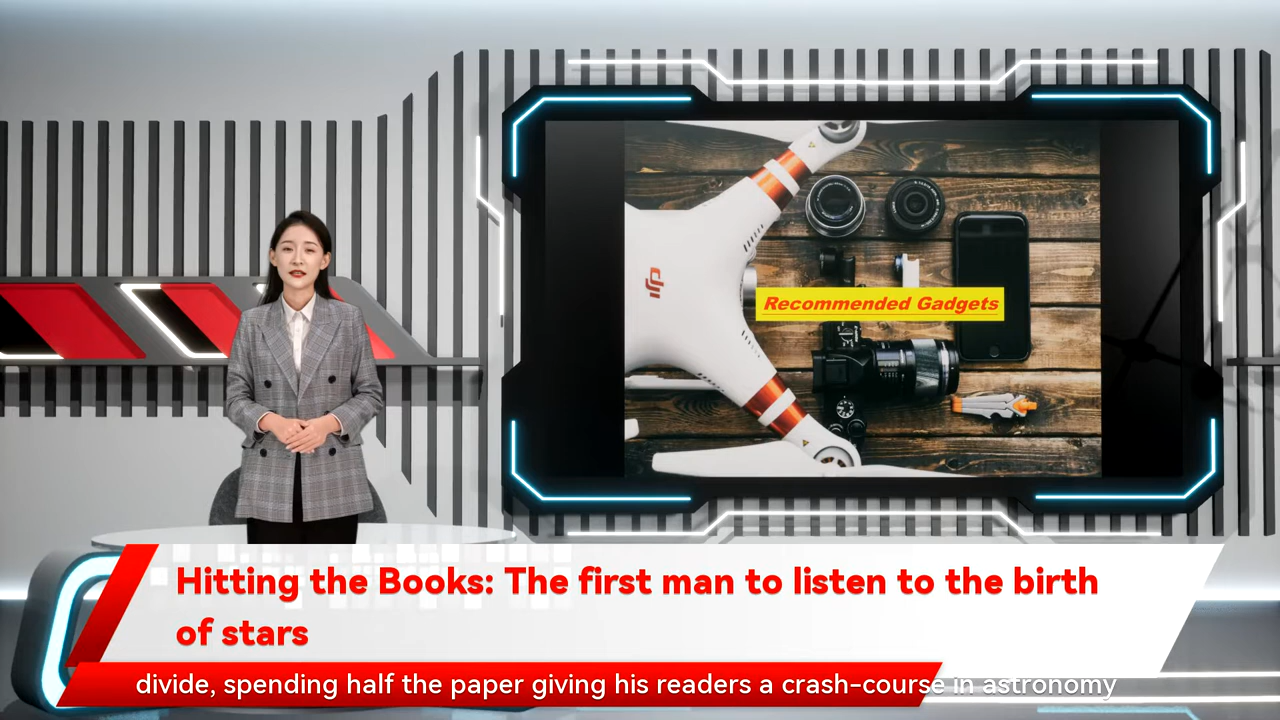 dji
Recommended Gadgets
Hitting the Books: The first man to listen to the birth
of stars
divide, spending half the paper giving his readers a crash-course in astronomy